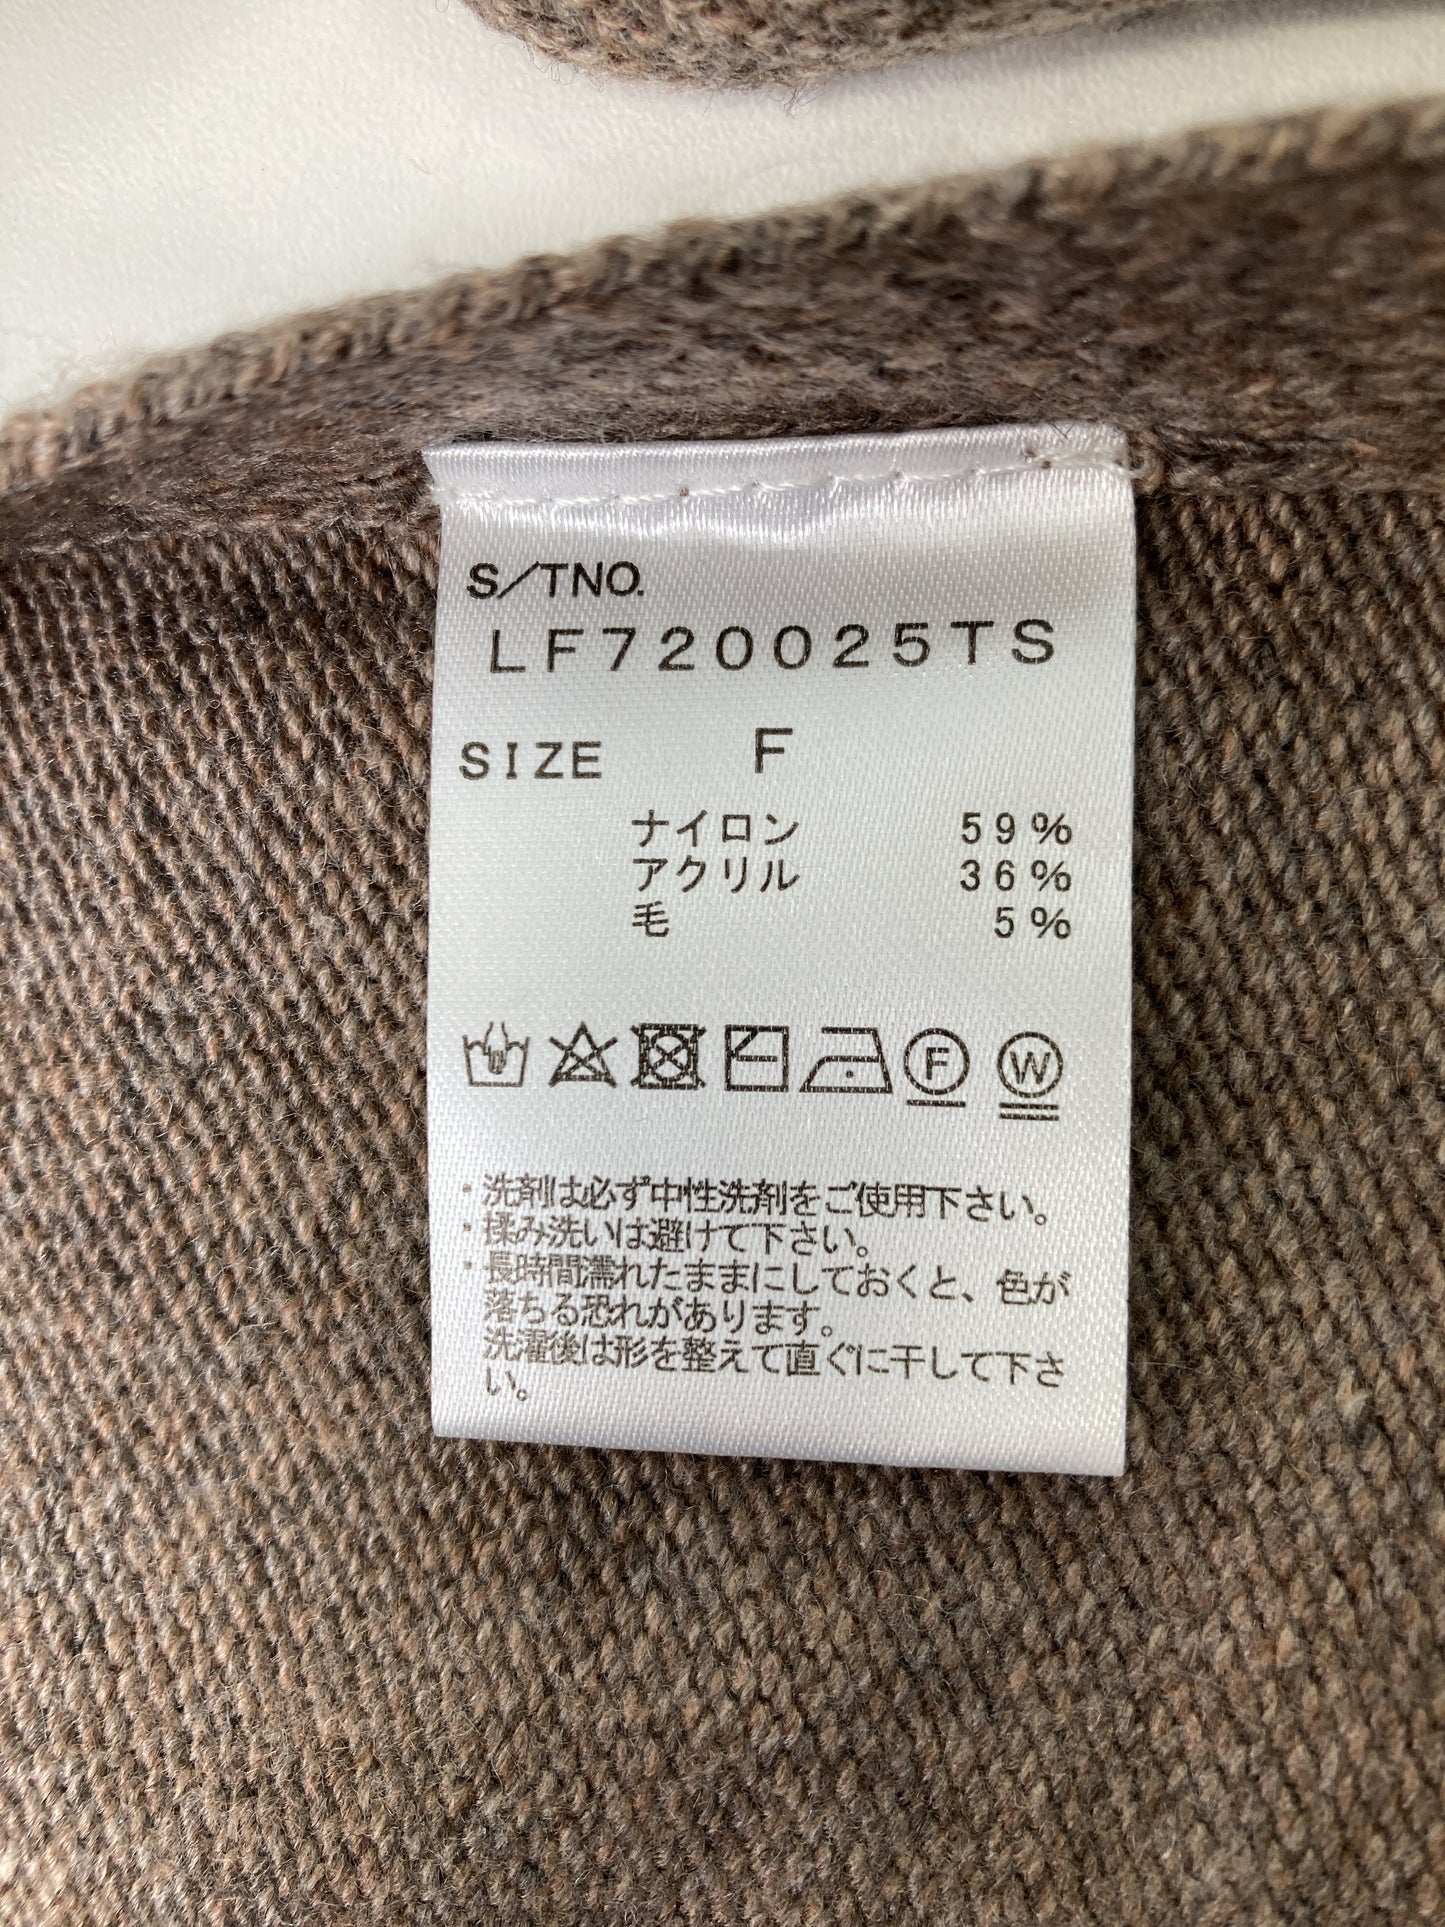 S/TNO.
LF720025TS
SIZE F
ナイロン 59%
アクリル 36%
毛 5%
F W
・洗剤は必ず中性洗剤をご使用下さい。
・揉み洗いは避けて下さい。
・長時間濡れたままにしておくと、色が
落ちる恐れがあります。
洗濯後は形を整えて直ぐに干して下さ
い。